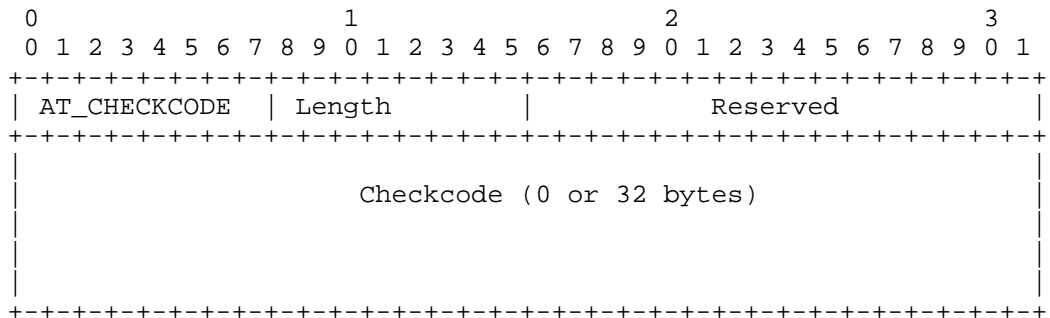 0                   1                   2                   3
 0 1 2 3 4 5 6 7 8 9 0 1 2 3 4 5 6 7 8 9 0 1 2 3 4 5 6 7 8 9 0 1
+-+-+-+-+-+-+-+-+-+-+-+-+-+-+-+-+-+-+-+-+-+-+-+-+-+-+-+-+-+-+-+-+
| AT_CHECKCODE  | Length        |           Reserved            |
+-+-+-+-+-+-+-+-+-+-+-+-+-+-+-+-+-+-+-+-+-+-+-+-+-+-+-+-+-+-+-+-+
|                                                               |
|                     Checkcode (0 or 32 bytes)                 |
|                                                               |
|                                                               |
|                                                               |
+-+-+-+-+-+-+-+-+-+-+-+-+-+-+-+-+-+-+-+-+-+-+-+-+-+-+-+-+-+-+-+-+